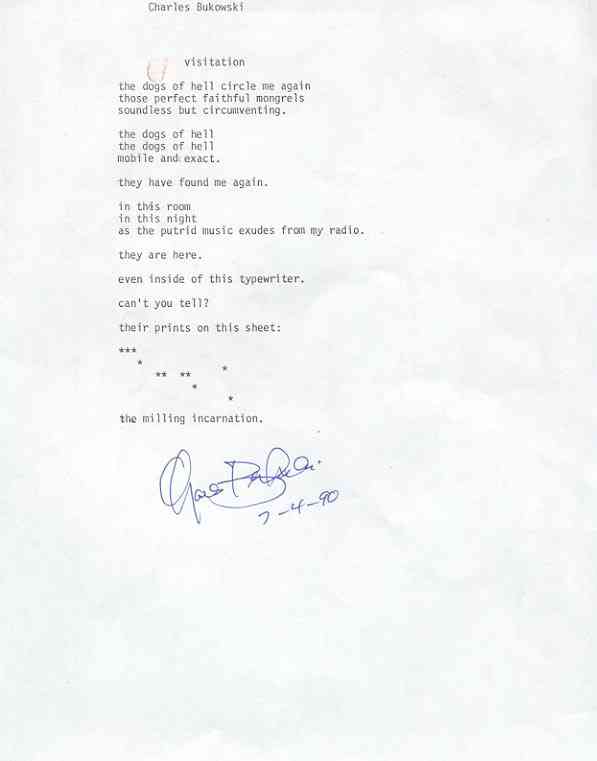 Charles Bukowski
visitation
the dogs of hell circle me again
those perfect faithful mongrels
soundless but circumventing.
the dogs of hell
the dogs of hell
mobile and exact.
they have found me again.
in this room
in this night
as the putrid music exudes from my radio.
they are here.
even inside of this typewriter.
can't you tell?
their prints on this sheet:
***
*
** ** *
*
*
the milling incarnation.
Charles Bukowski
7-4-90